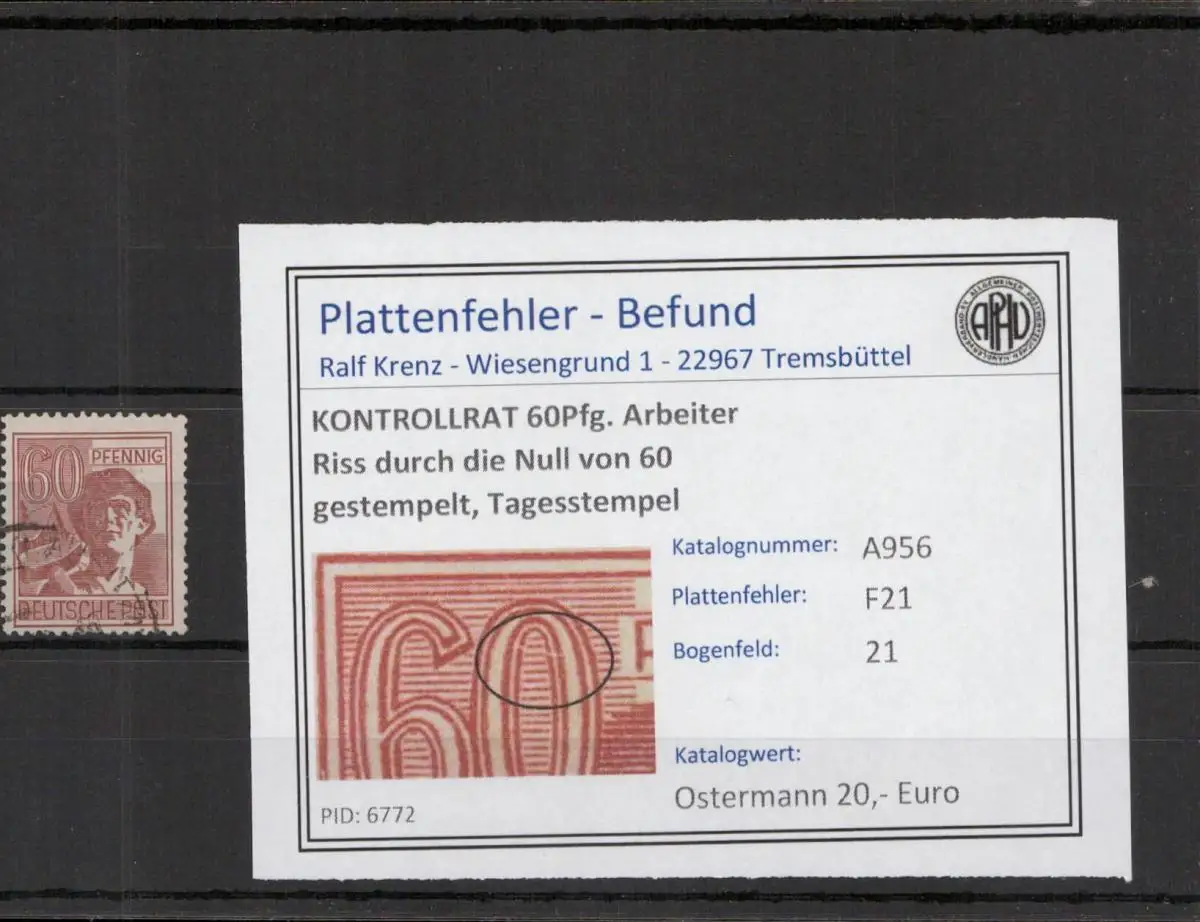 60 PFENNIG
DEUTSCHE POST
Plattenfehler - Befund
Ralf Krenz - Wiesengrund 1 - 22967 Tremsbüttel
APHV
KONTROLLRAT 60Pfg. Arbeiter
Riss durch die Null von 60
gestempelt, Tagesstempel
60
Katalognummer: A956
Plattenfehler: F21
Bogenfeld: 21
Katalogwert:
Ostermann 20,- Euro
PID: 6772